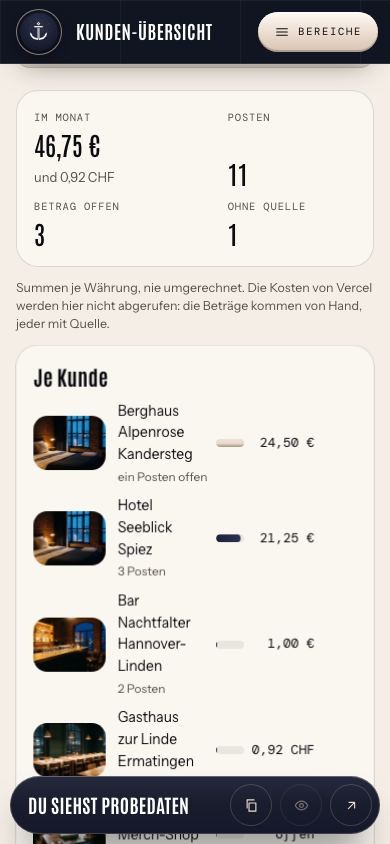 KUNDEN-ÜBERSICHT
BEREICHE
IM MONAT
46,75 €
und 0,92 CHF
POSTEN
11
BETRAG OFFEN
3
OHNE QUELLE
1
Summen je Währung, nie umgerechnet. Die Kosten von Vercel
werden hier nicht abgerufen: die Beträge kommen von Hand,
jeder mit Quelle.
Je Kunde
Berghaus
Alpenrose
Kandersteg
ein Posten offen
24,50 €
Hotel
Seeblick
Spiez
3 Posten
21,25 €
Bar
Nachtfalter
Hannover-
Linden
2 Posten
1,00 €
Gasthaus
zur Linde
Ermatingen
0,92 CHF
DU SIEHST PROBEDATEN
Merch-Shop
offen